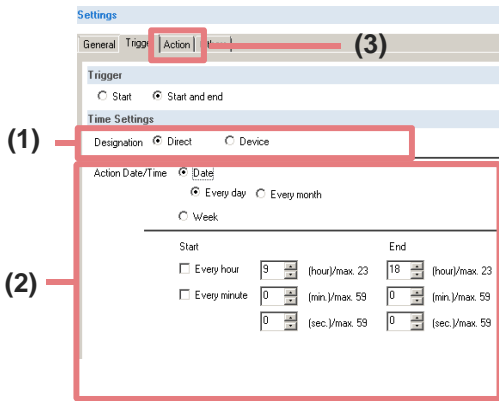 Settings
General Trigge Action
(3)
Trigger
Start Start and end
Time Settings
(1)
Designation Direct Device
Action Date/Time Date
Every day Every month
Week
Start End
Every hour 9 (hour)/max. 23 18 (hour)/max. 23
(2)
Every minute 0 (min.)/max. 59 0 (min.)/max. 59
0 (sec.)/max. 59 0 (sec.)/max. 59